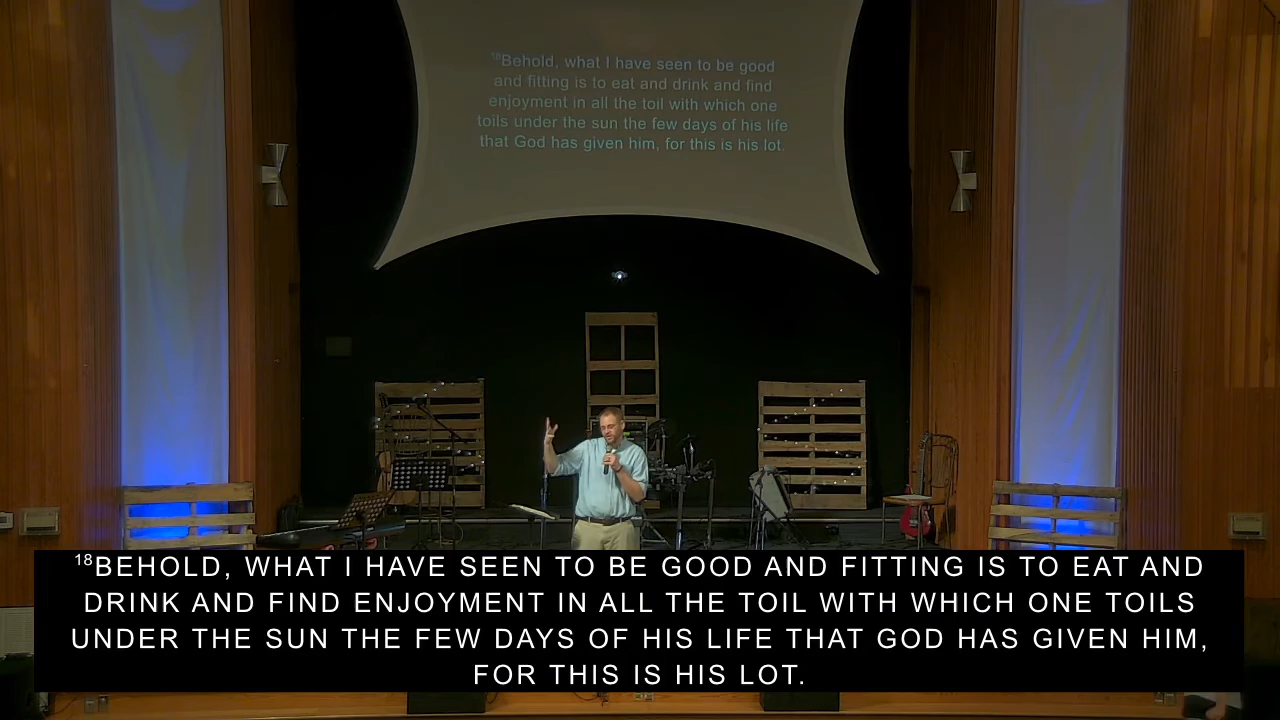 ¹⁸Behold, what I have seen to be good
and fitting is to eat and drink and find
enjoyment in all the toil with which one
toils under the sun the few days of his life
that God has given him, for this is his lot.
¹⁸BEHOLD, WHAT I HAVE SEEN TO BE GOOD AND FITTING IS TO EAT AND
DRINK AND FIND ENJOYMENT IN ALL THE TOIL WITH WHICH ONE TOILS
UNDER THE SUN THE FEW DAYS OF HIS LIFE THAT GOD HAS GIVEN HIM,
FOR THIS IS HIS LOT.